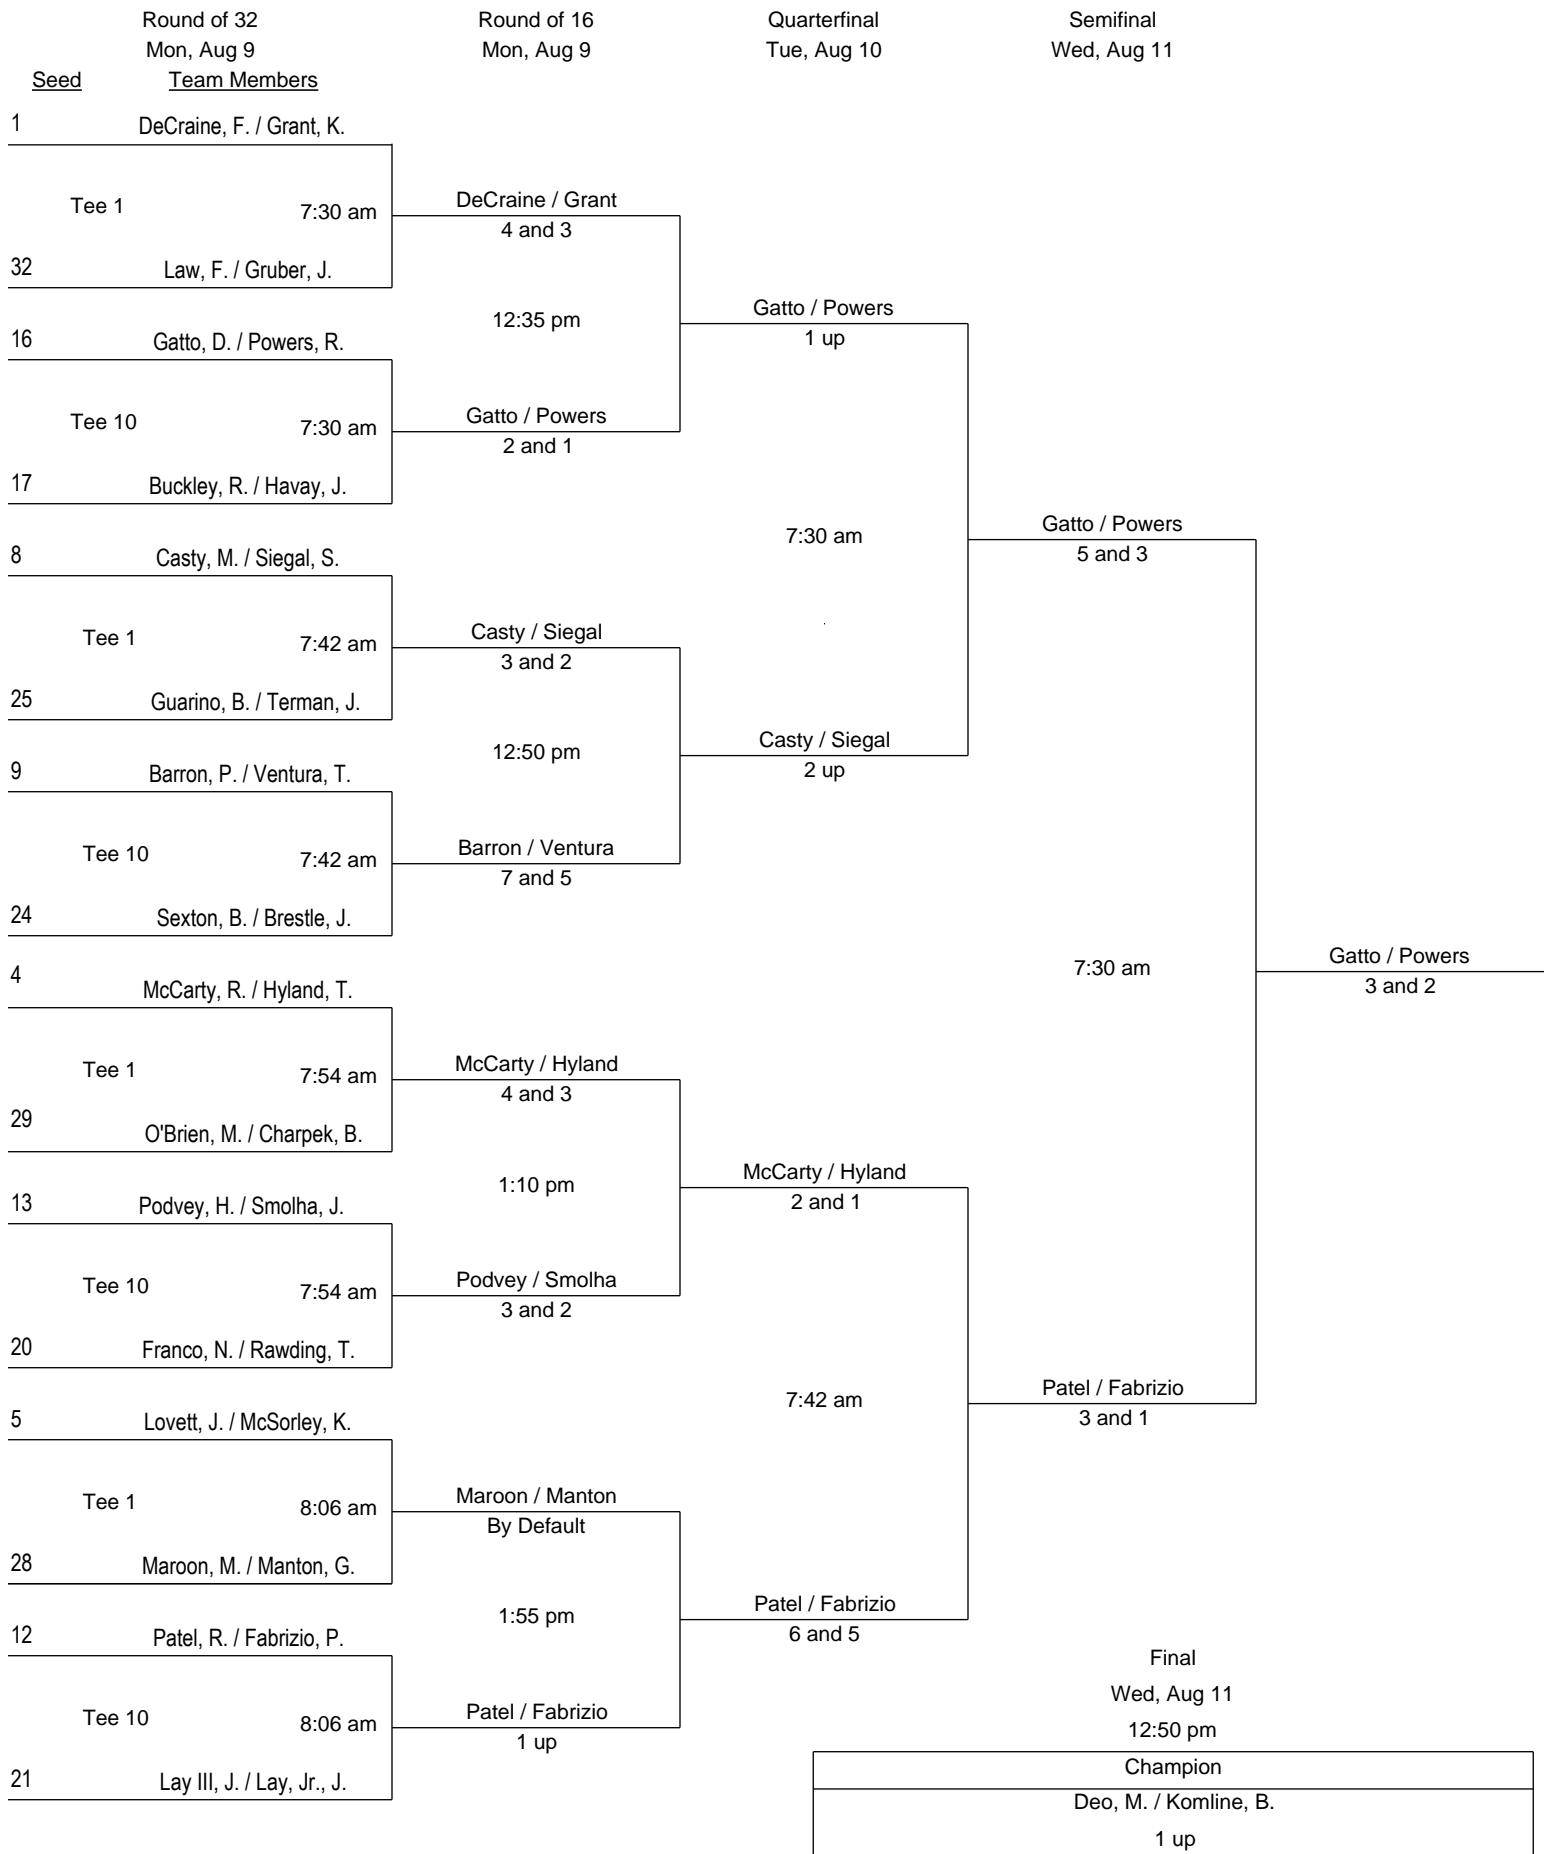 Round of 32 Round of 16 Quarterfinal Semifinal
Mon, Aug 9 Mon, Aug 9 Tue, Aug 10 Wed, Aug 11
Seed Team Members
1 DeCraine, F. / Grant, K.
DeCraine / Grant
Tee 1 7:30 am
4 and 3
32 Law, F. / Gruber, J.
Gatto / Powers
12:35 pm
1 up
16 Gatto, D. / Powers, R.
Gatto / Powers
Tee 10 7:30 am
2 and 1
17 Buckley, R. / Havay, J.
Gatto / Powers
7:30 am
5 and 3
8 Casty, M. / Siegal, S.
Casty / Siegal
Tee 1 7:42 am
3 and 2
25 Guarino, B. / Terman, J.
Casty / Siegal
12:50 pm
2 up
9 Barron, P. / Ventura, T.
Barron / Ventura
Tee 10 7:42 am
7 and 5
24 Sexton, B. / Brestle, J.
Gatto / Powers
7:30 am
3 and 2
4 McCarty, R. / Hyland, T.
McCarty / Hyland
Tee 1 7:54 am
4 and 3
29 O'Brien, M. / Charpek, B.
McCarty / Hyland
1:10 pm
2 and 1
13 Podvey, H. / Smolha, J.
Podvey / Smolha
Tee 10 7:54 am
3 and 2
20 Franco, N. / Rawding, T.
Patel / Fabrizio
7:42 am
3 and 1
5 Lovett, J. / McSorley, K.
Maroon / Manton
Tee 1 8:06 am
By Default
28 Maroon, M. / Manton, G.
Patel / Fabrizio
1:55 pm
6 and 5
12 Patel, R. / Fabrizio, P.
Final
Wed, Aug 11
Patel / Fabrizio
Tee 10 8:06 am
12:50 pm
1 up
Champion
21 Lay III, J. / Lay, Jr., J.
Deo, M. / Komline, B.
1 up